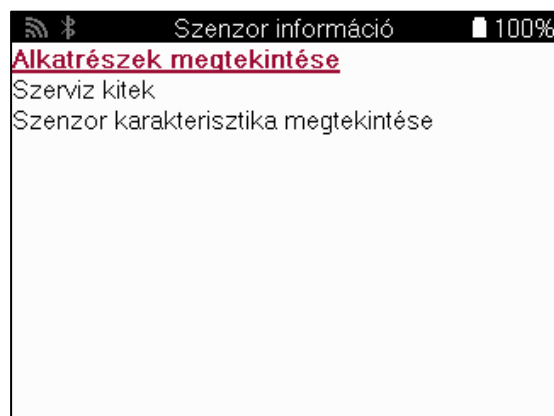 Szenzor információ 100%
Alkatrészek megtekintése
Szerviz kitek
Szenzor karakterisztika megtekintése